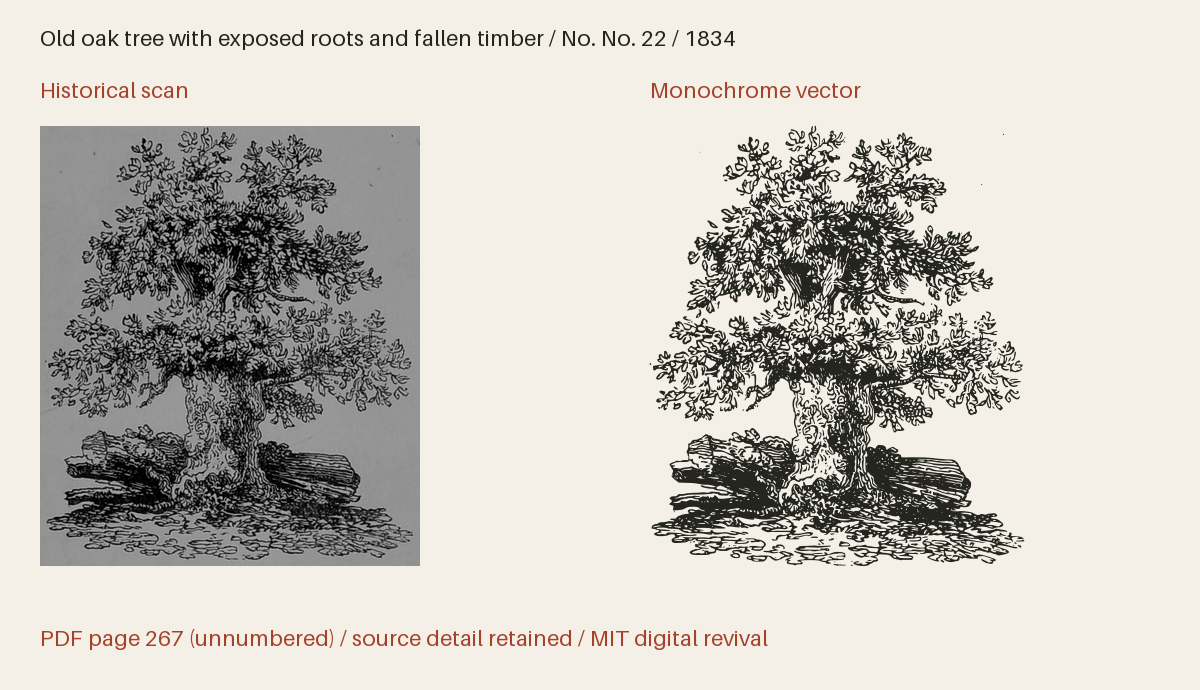 Old oak tree with exposed roots and fallen timber / No. No. 22 / 1834
Historical scan
Monochrome vector
PDF page 267 (unnumbered) / source detail retained / MIT digital revival